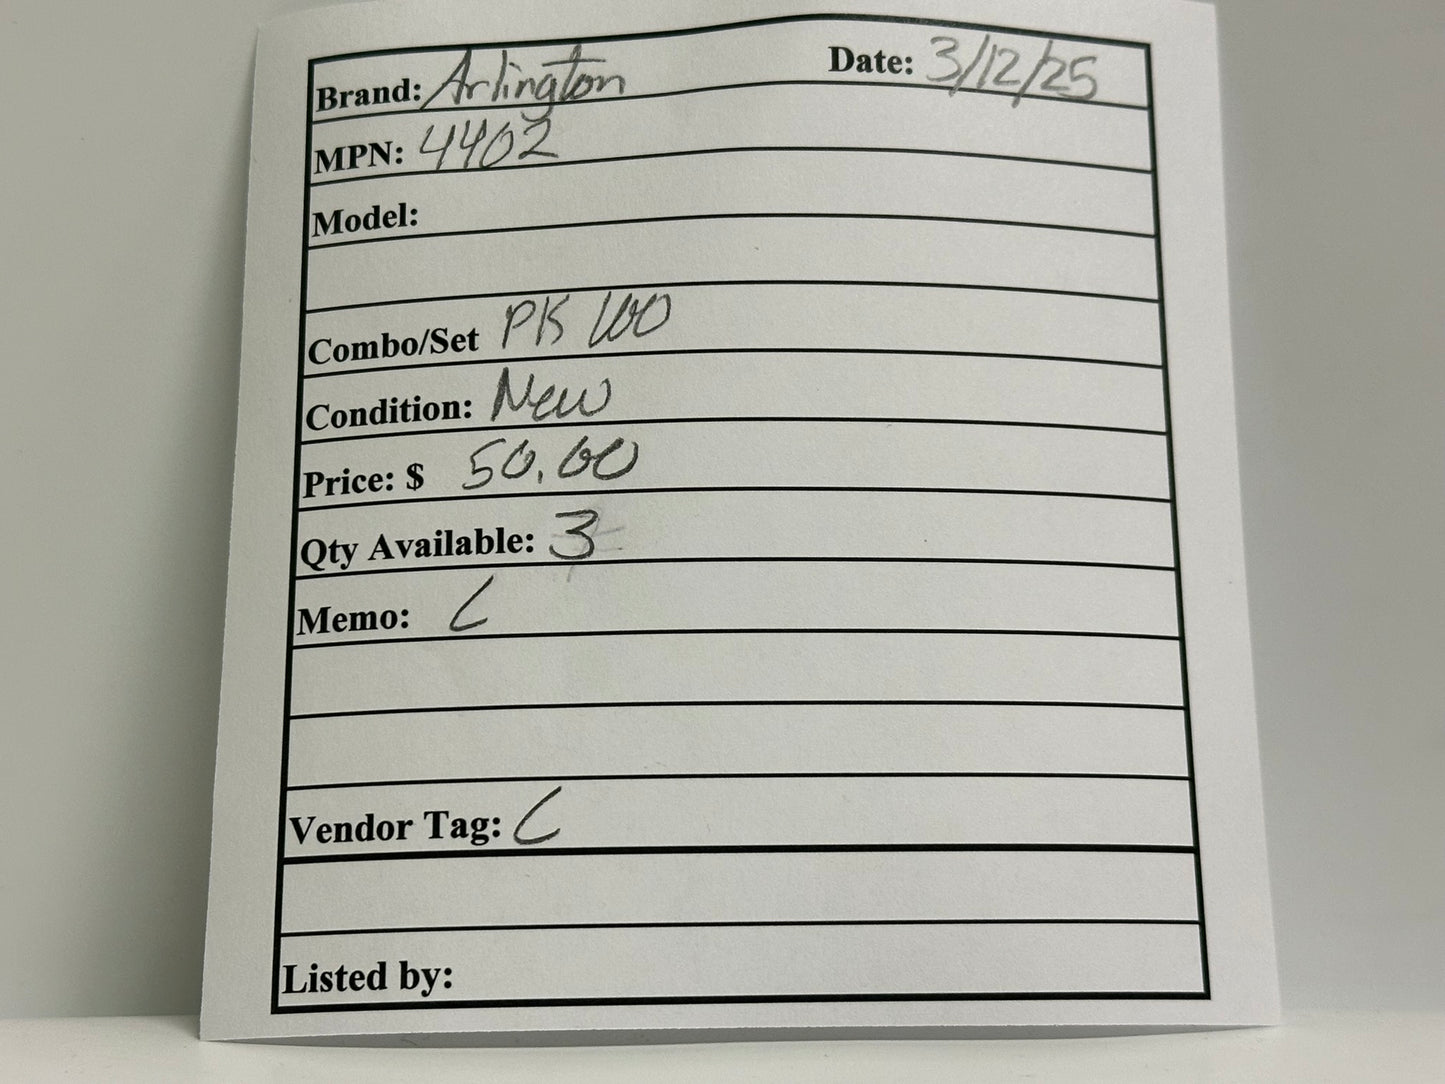 Brand: Arlington Date: 3/12/25
MPN: 4402
Model:
Combo/Set PK 100
Condition: New
Price: $ 50.00
Qty Available: 3
Memo: C
Vendor Tag: C
Listed by: